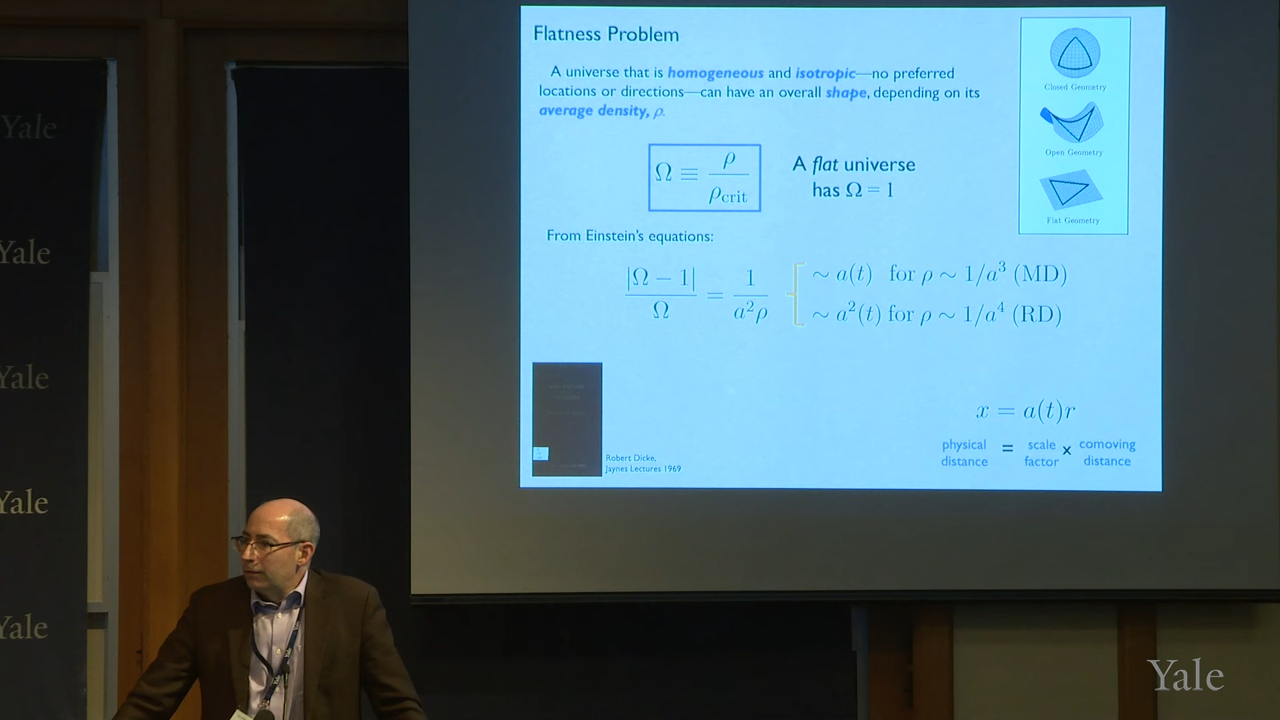 Flatness Problem
A universe that is homogeneous and isotropic—no preferred
locations or directions—can have an overall shape, depending on its
average density, ρ.
Ω ≡ ρ / ρcrit
A flat universe
has Ω = 1
Closed Geometry
Open Geometry
Flat Geometry
From Einstein's equations:
|Ω − 1| / Ω = 1 / a²ρ
∼ a(t) for ρ ∼ 1/a³ (MD)
∼ a²(t) for ρ ∼ 1/a⁴ (RD)
x = a(t)r
physical distance = scale factor x comoving distance
Robert Dicke,
Jaynes Lectures 1969
Yale
Yale
Yale
Yale
Yale
Yale